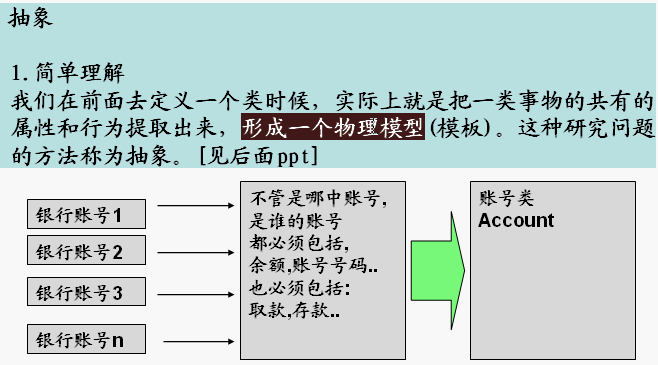 抽象
1.简单理解
我们在前面去定义一个类时候，实际上就是把一类事物的共有的
属性和行为提取出来，形成一个物理模型(模板)。这种研究问题
的方法称为抽象。[见后面ppt]
银行账号1
银行账号2
银行账号3
银行账号n
不管是哪中账号，
是谁的账号
都必须包括，
余额,账号号码..
也必须包括：
取款,存款..
账号类
Account